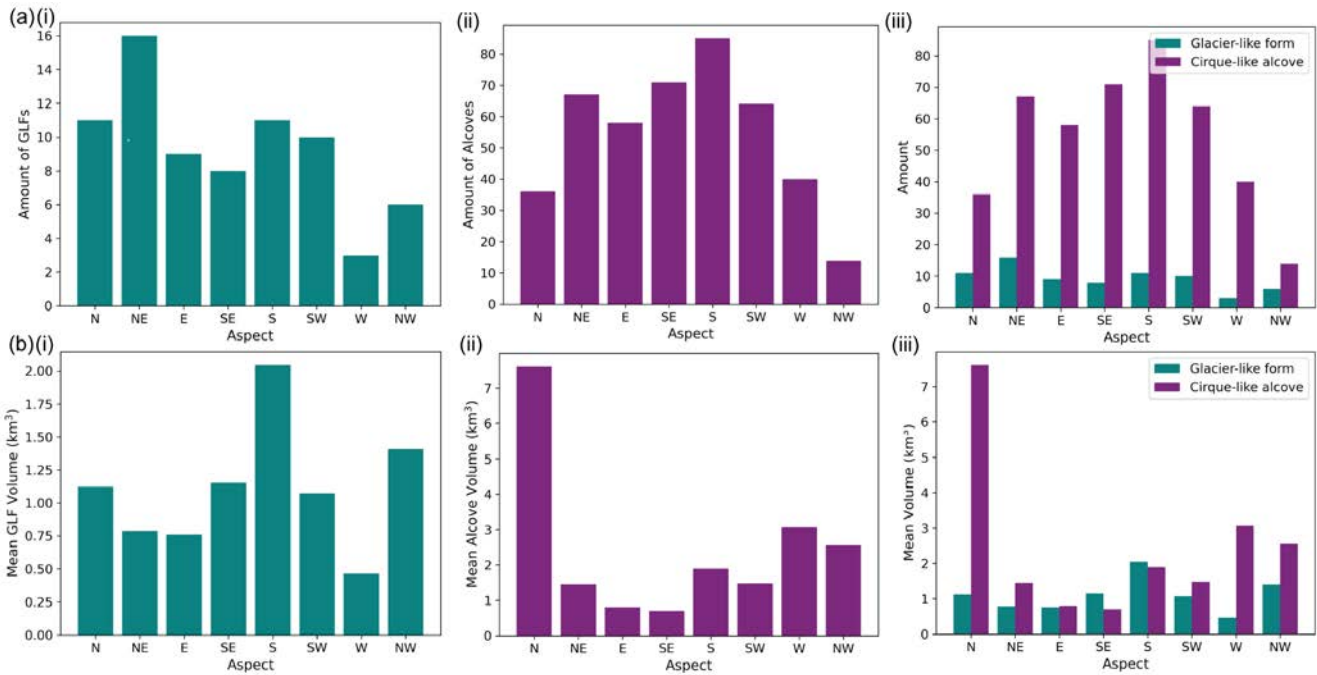 (a)(i)
16
14
12
10
8
6
4
2
0
Amount of GLFs
N NE E SE S SW W NW
Aspect
(ii)
80
70
60
50
40
30
20
10
0
Amount of Alcoves
N NE E SE S SW W NW
Aspect
(iii)
Glacier-like form
Cirque-like alcove
80
70
60
50
40
30
20
10
0
Amount
N NE E SE S SW W NW
Aspect
(b)(i)
2.00
1.75
1.50
1.25
1.00
0.75
0.50
0.25
0.00
Mean GLF Volume (km³)
N NE E SE S SW W NW
Aspect
(ii)
7
6
5
4
3
2
1
0
Mean Alcove Volume (km³)
N NE E SE S SW W NW
Aspect
(iii)
Glacier-like form
Cirque-like alcove
7
6
5
4
3
2
1
0
Mean Volume (km³)
N NE E SE S SW W NW
Aspect